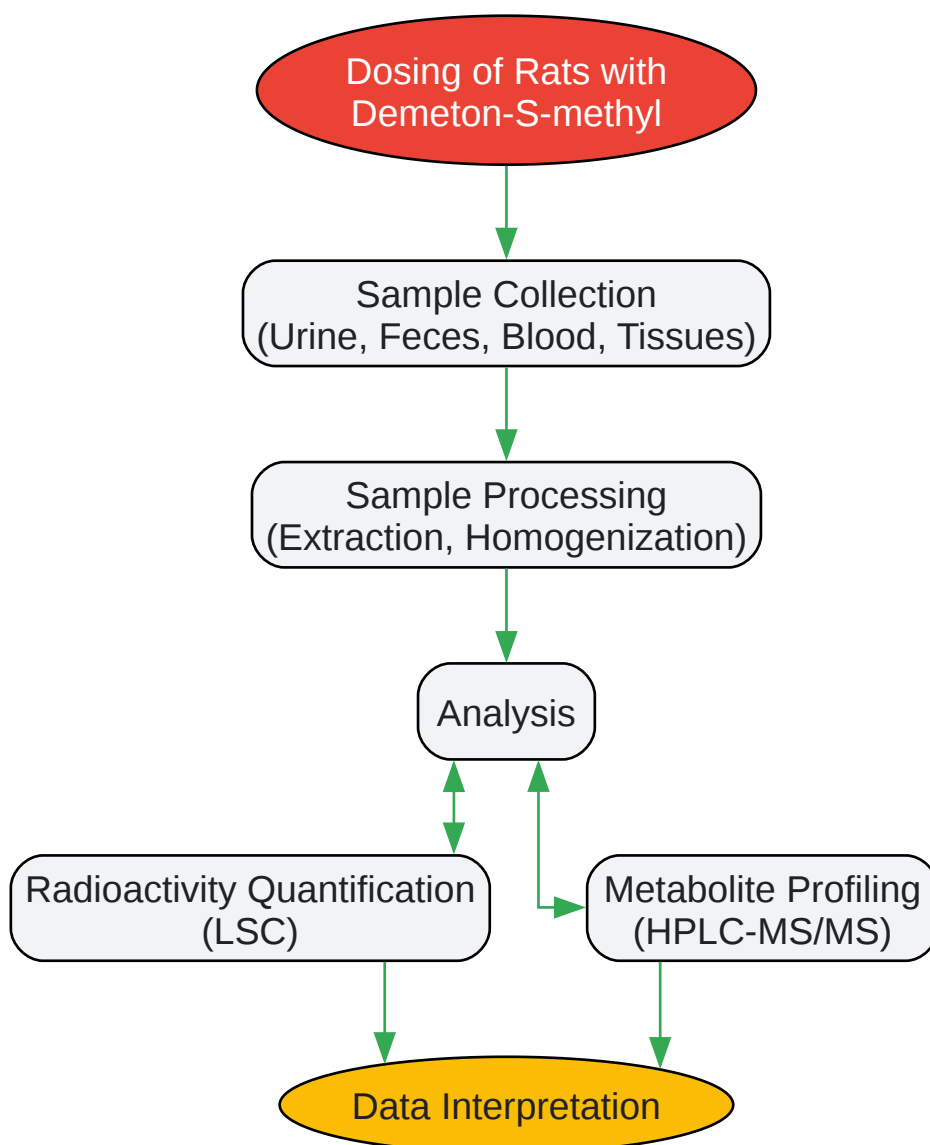 Dosing of Rats with
Demeton-S-methyl
Sample Collection
(Urine, Feces, Blood, Tissues)
Sample Processing
(Extraction, Homogenization)
Analysis
Radioactivity Quantification
(LSC)
Metabolite Profiling
(HPLC-MS/MS)
Data Interpretation